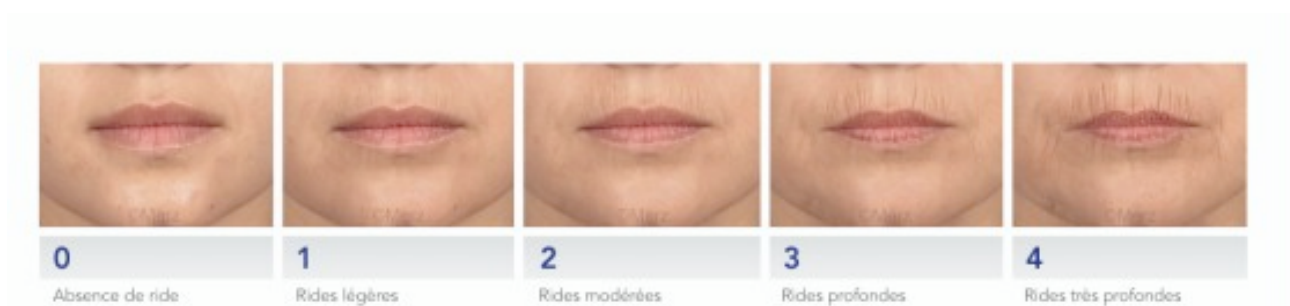 0
1
2
3
4
Absence de ride
Rides légères
Rides modérées
Rides profondes
Rides très profondes